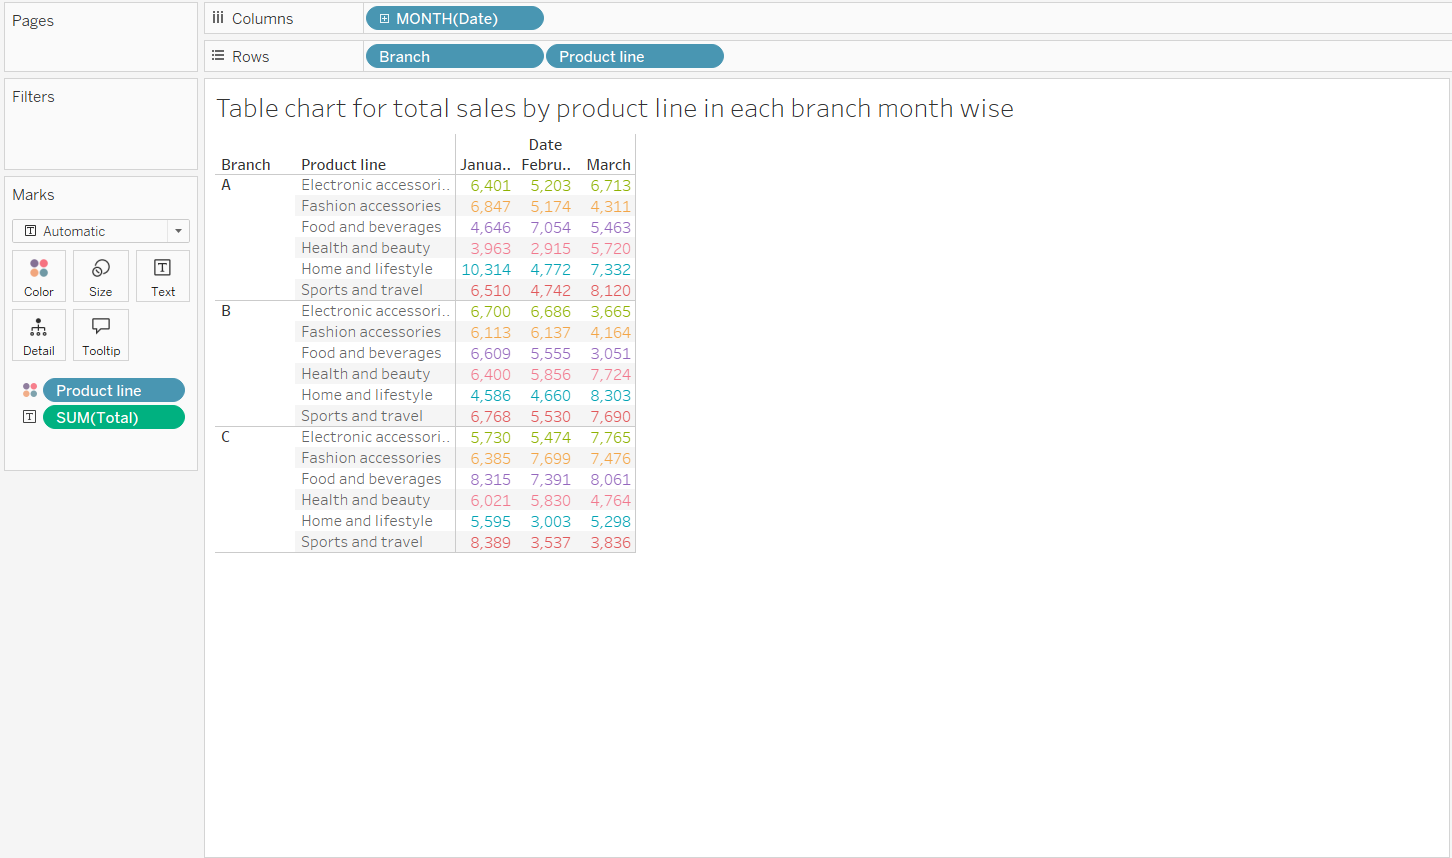 Pages
Filters
Marks
Automatic
Color Size Text
Detail Tooltip
Product line
SUM(Total)
Columns MONTH(Date)
Rows Branch Product line
Table chart for total sales by product line in each branch month wise
Date
Branch Product line Janua.. Febru.. March
A Electronic accessori.. 6,401 5,203 6,713
Fashion accessories 6,847 5,174 4,311
Food and beverages 4,646 7,054 5,463
Health and beauty 3,963 2,915 5,720
Home and lifestyle 10,314 4,772 7,332
Sports and travel 6,510 4,742 8,120
B Electronic accessori.. 6,700 6,686 3,665
Fashion accessories 6,113 6,137 4,164
Food and beverages 6,609 5,555 3,051
Health and beauty 6,400 5,856 7,724
Home and lifestyle 4,586 4,660 8,303
Sports and travel 6,768 5,530 7,690
C Electronic accessori.. 5,730 5,474 7,765
Fashion accessories 6,385 7,699 7,476
Food and beverages 8,315 7,391 8,061
Health and beauty 6,021 5,830 4,764
Home and lifestyle 5,595 3,003 5,298
Sports and travel 8,389 3,537 3,836